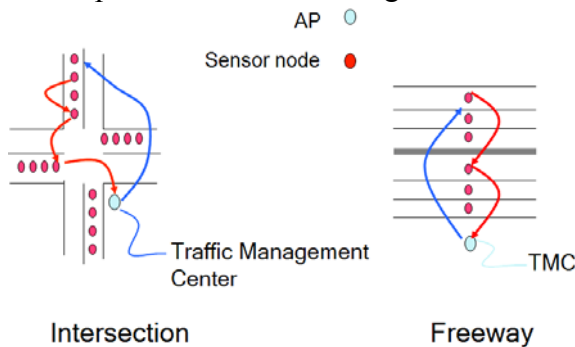 AP
Sensor node
Traffic Management
Center
TMC
Intersection
Freeway